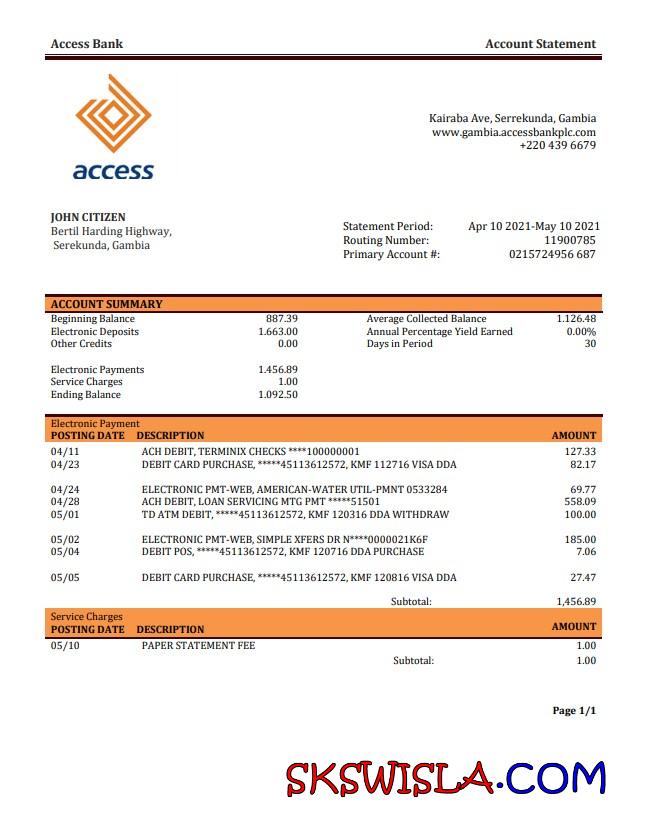 Access Bank Account Statement
access
Kairaba Ave, Serrekunda, Gambia
www.gambia.accessbankplc.com
+220 439 6679
JOHN CITIZEN
Bertil Harding Highway,
Serekunda, Gambia
Statement Period: Apr 10 2021-May 10 2021
Routing Number: 11900785
Primary Account #: 0215724956 687
ACCOUNT SUMMARY
Beginning Balance 887.39 Average Collected Balance 1.126.48
Electronic Deposits 1.663.00 Annual Percentage Yield Earned 0.00%
Other Credits 0.00 Days in Period 30
Electronic Payments 1.456.89
Service Charges 1.00
Ending Balance 1.092.50
Electronic Payment
POSTING DATE DESCRIPTION AMOUNT
04/11 ACH DEBIT, TERMINIX CHECKS ****100000001 127.33
04/23 DEBIT CARD PURCHASE, *****45113612572, KMF 112716 VISA DDA 82.17
04/24 ELECTRONIC PMT-WEB, AMERICAN-WATER UTIL-PMNT 0533284 69.77
04/28 ACH DEBIT, LOAN SERVICING MTG PMT *****51501 558.09
05/01 TD ATM DEBIT, *****45113612572, KMF 120316 DDA WITHDRAW 100.00
05/02 ELECTRONIC PMT-WEB, SIMPLE XFERS DR N****0000021K6F 185.00
05/04 DEBIT POS, *****45113612572, KMF 120716 DDA PURCHASE 7.06
05/05 DEBIT CARD PURCHASE, *****45113612572, KMF 120816 VISA DDA 27.47
Subtotal: 1,456.89
Service Charges
POSTING DATE DESCRIPTION AMOUNT
05/10 PAPER STATEMENT FEE 1.00
Subtotal: 1.00
Page 1/1
SKSWISLA.COM